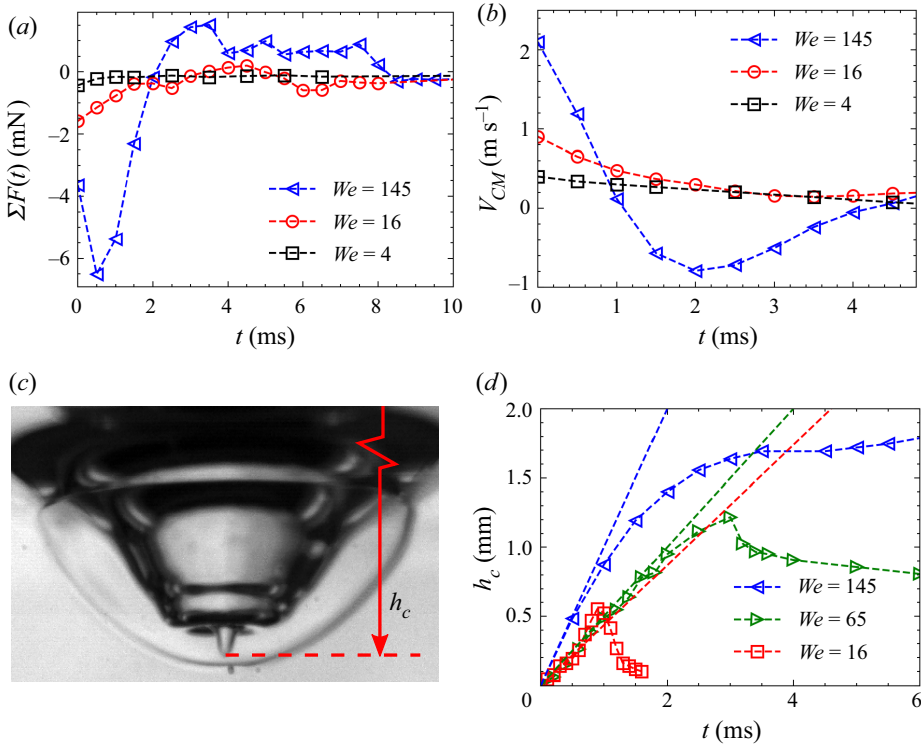 (a)
ΣF(t) (mN)
2
0
−2
−4
−6
We = 145
We = 16
We = 4
0 2 4 6 8 10
t (ms)
(b)
V_CM (m s⁻¹)
2
1
0
−1
We = 145
We = 16
We = 4
0 1 2 3 4
t (ms)
(c)
h_c
(d)
h_c (mm)
2.0
1.5
1.0
0.5
0
We = 145
We = 65
We = 16
0 2 4 6
t (ms)